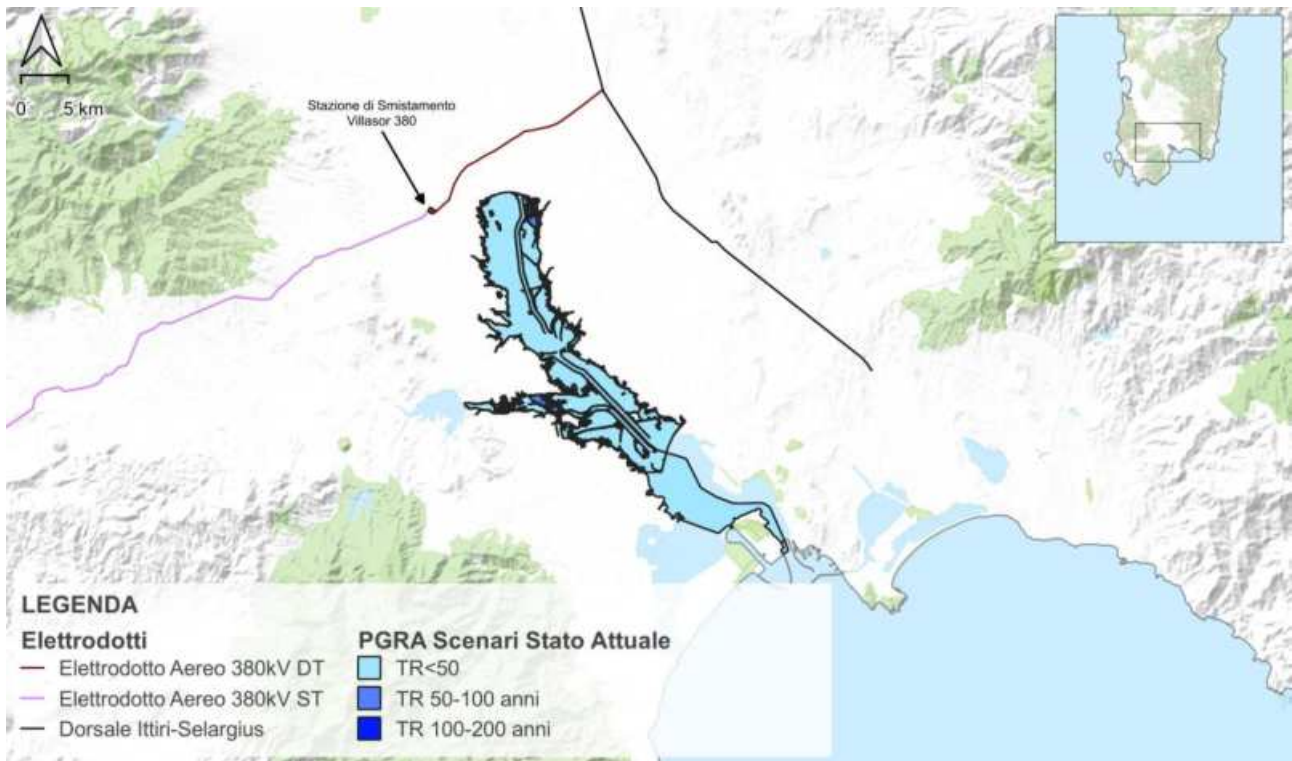 0 5 km
Stazione di Smistamento
Villasor 380
LEGENDA
Elettrodotti
Elettrodotto Aereo 380kV DT
Elettrodotto Aereo 380kV ST
Dorsale Ittiri-Selargius
PGRA Scenari Stato Attuale
TR<50
TR 50-100 anni
TR 100-200 anni